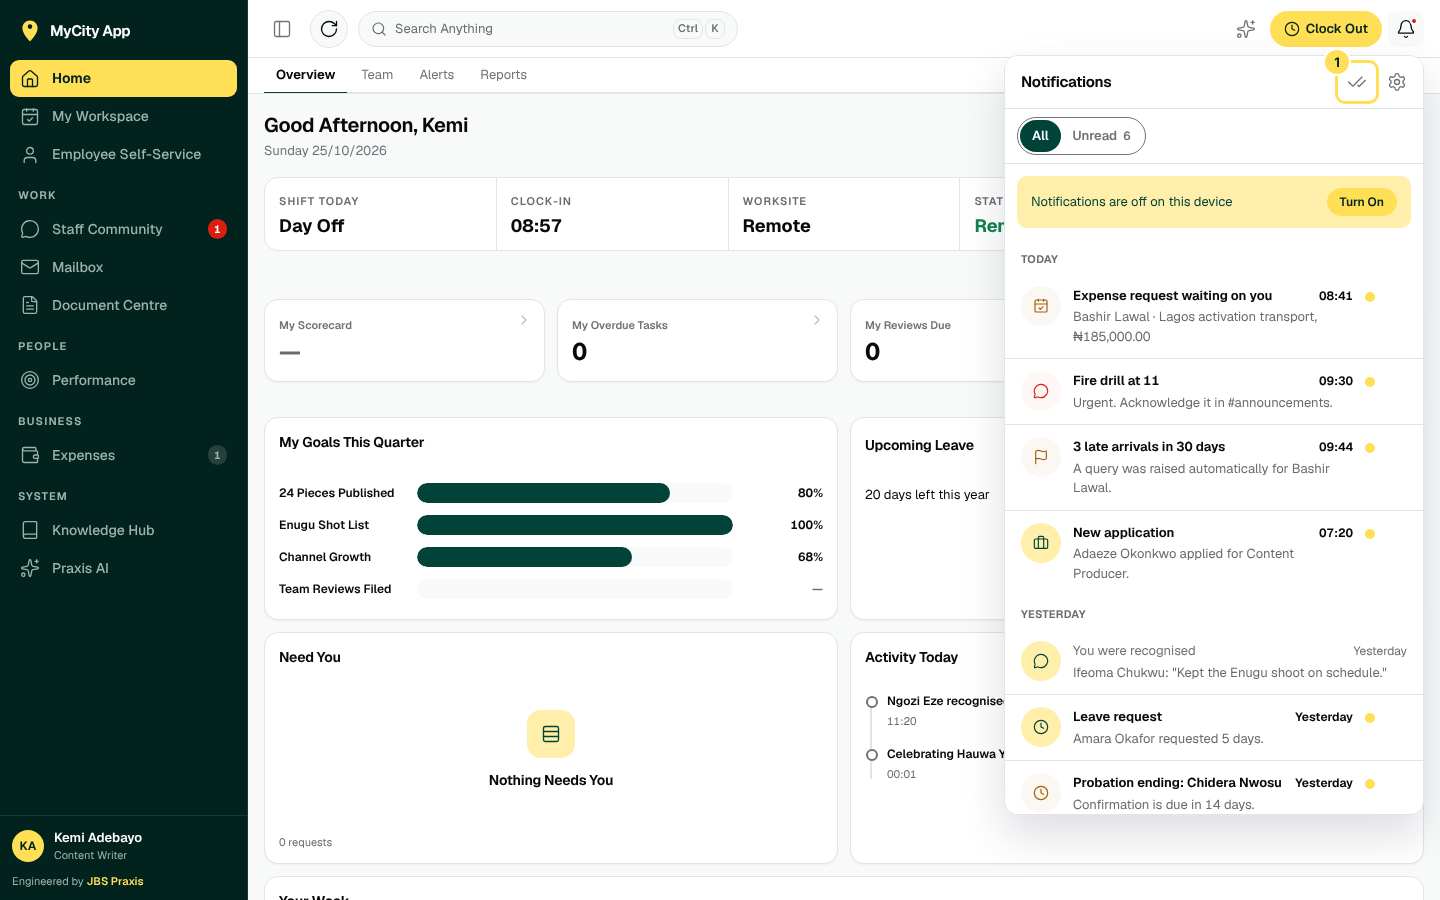 MyCity App
Home
My Workspace
Employee Self-Service
WORK
Staff Community 1
Mailbox
Document Centre
PEOPLE
Performance
BUSINESS
Expenses 1
SYSTEM
Knowledge Hub
Praxis AI
KA
Kemi Adebayo
Content Writer
Engineered by JBS Praxis
Search Anything Ctrl K
Clock Out
Overview Team Alerts Reports
Good Afternoon, Kemi
Sunday 25/10/2026
SHIFT TODAY
Day Off
CLOCK-IN
08:57
WORKSITE
Remote
STAT
Rer
My Scorecard
—
My Overdue Tasks
0
My Reviews Due
0
My Goals This Quarter
24 Pieces Published 80%
Enugu Shot List 100%
Channel Growth 68%
Team Reviews Filed —
Upcoming Leave
20 days left this year
Need You
Nothing Needs You
0 requests
Activity Today
Ngozi Eze recognise
11:20
Celebrating Hauwa Y
00:01
Your Week
1
Notifications
All Unread 6
Notifications are off on this device Turn On
TODAY
Expense request waiting on you 08:41
Bashir Lawal · Lagos activation transport,
₦185,000.00
Fire drill at 11 09:30
Urgent. Acknowledge it in #announcements.
3 late arrivals in 30 days 09:44
A query was raised automatically for Bashir
Lawal.
New application 07:20
Adaeze Okonkwo applied for Content
Producer.
YESTERDAY
You were recognised Yesterday
Ifeoma Chukwu: "Kept the Enugu shoot on schedule."
Leave request Yesterday
Amara Okafor requested 5 days.
Probation ending: Chidera Nwosu Yesterday
Confirmation is due in 14 days.